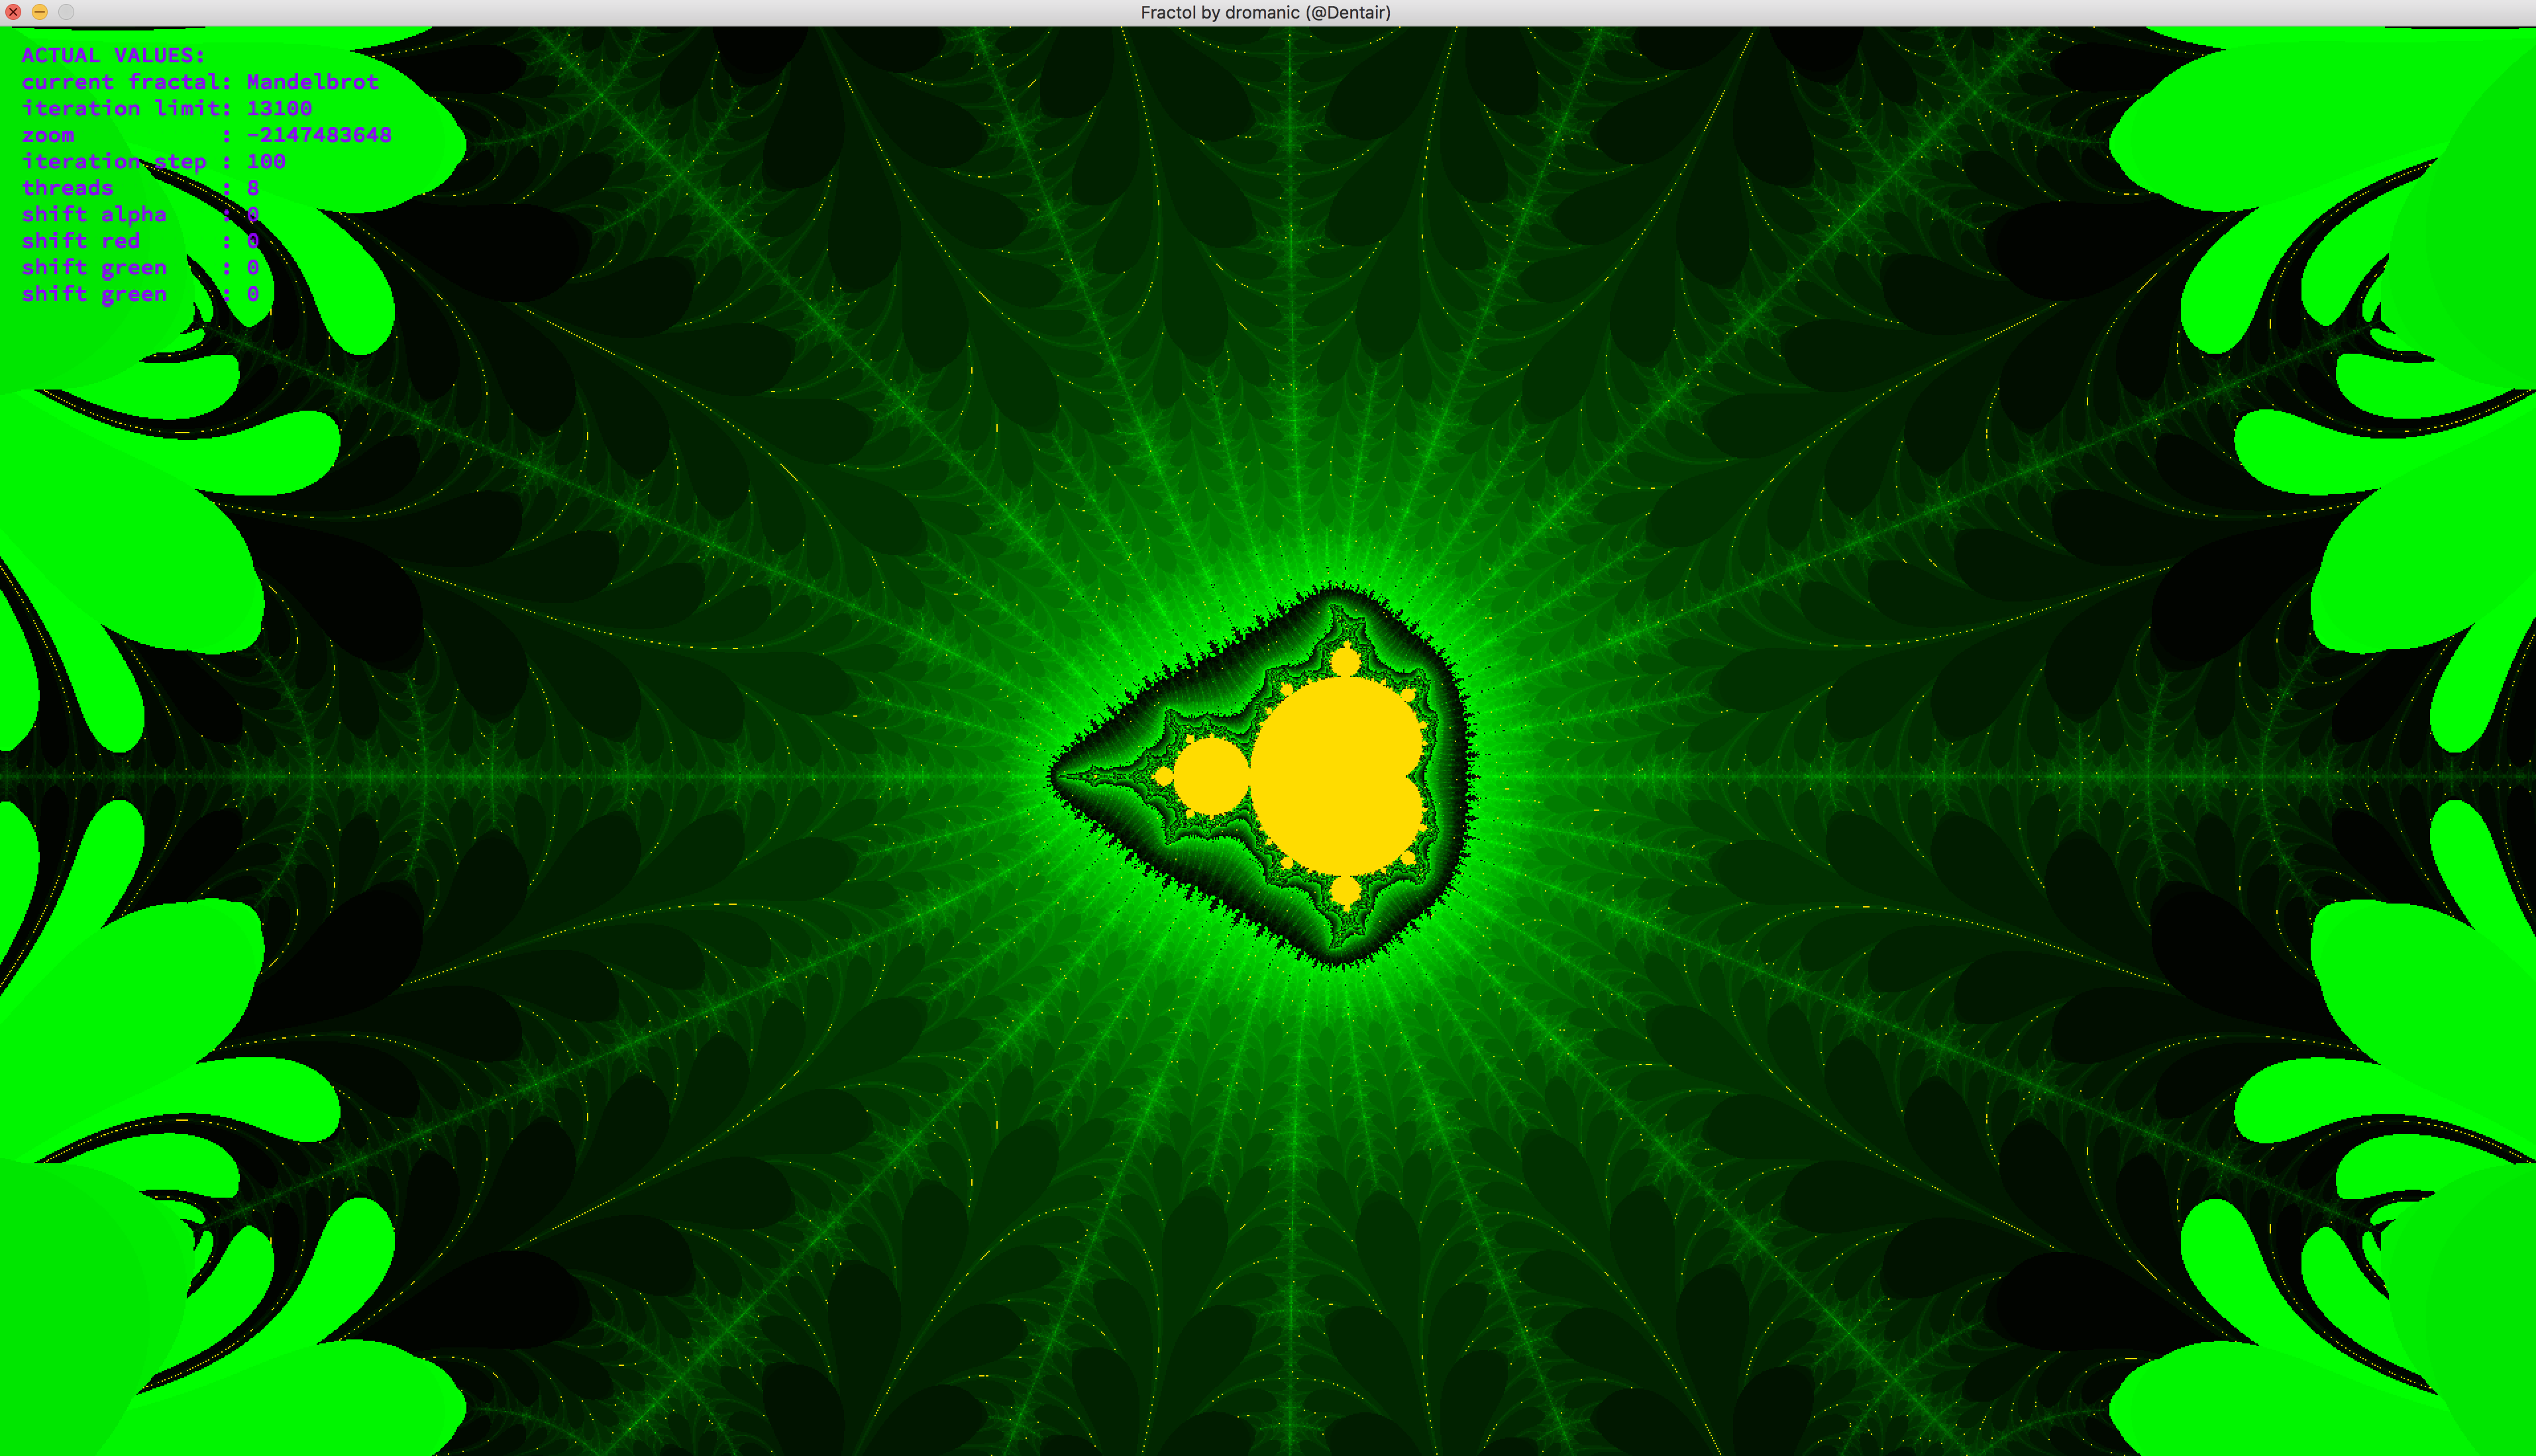 Fractol by dromanic (@Dentair)
ACTUAL VALUES:
current fractal: Mandelbrot
iteration limit: 13100
zoom : -2147483648
iteration step : 100
threads : 8
shift alpha : 0
shift red : 0
shift green : 0
shift green : 0